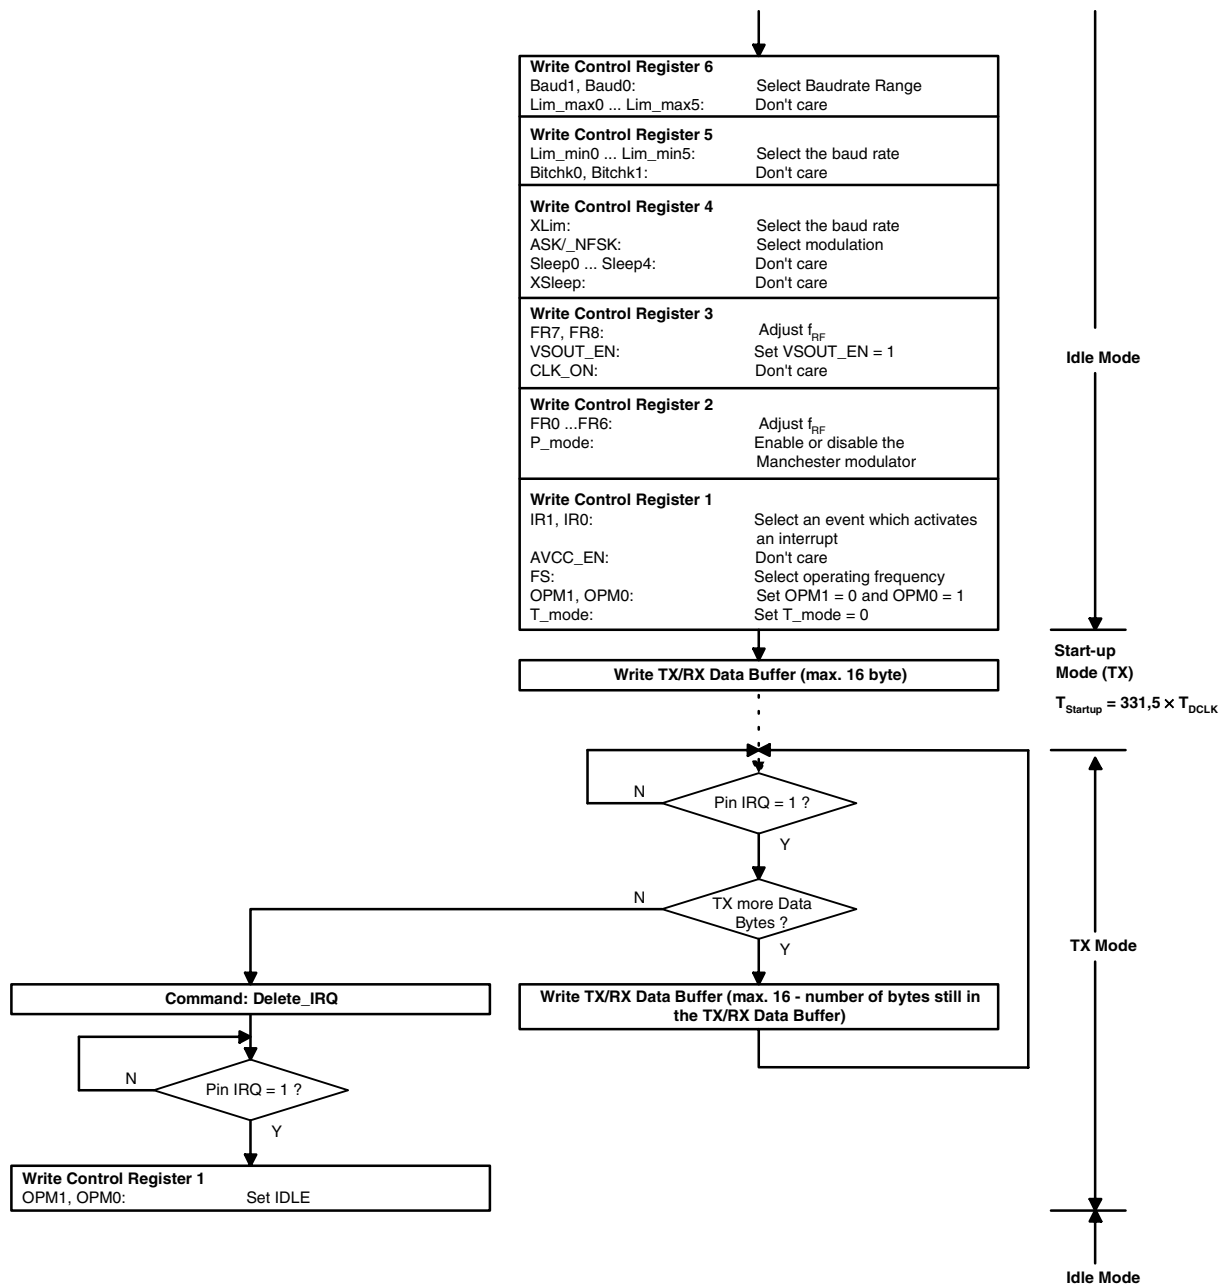 Write Control Register 6
Baud1, Baud0: Select Baudrate Range
Lim_max0 ... Lim_max5: Don't care
Write Control Register 5
Lim_min0 ... Lim_min5: Select the baud rate
Bitchk0, Bitchk1: Don't care
Write Control Register 4
XLim: Select the baud rate
ASK/_NFSK: Select modulation
Sleep0 ... Sleep4: Don't care
XSleep: Don't care
Write Control Register 3
FR7, FR8: Adjust fRF
VSOUT_EN: Set VSOUT_EN = 1
CLK_ON: Don't care
Idle Mode
Write Control Register 2
FR0 ...FR6: Adjust fRF
P_mode: Enable or disable the
Manchester modulator
Write Control Register 1
IR1, IR0: Select an event which activates
an interrupt
AVCC_EN: Don't care
FS: Select operating frequency
OPM1, OPM0: Set OPM1 = 0 and OPM0 = 1
T_mode: Set T_mode = 0
Start-up
Mode (TX)
TStartup = 331,5 × TDCLK
Write TX/RX Data Buffer (max. 16 byte)
N
Pin IRQ = 1 ?
Y
N
TX more Data
Bytes ?
Y
TX Mode
Command: Delete_IRQ
Write TX/RX Data Buffer (max. 16 - number of bytes still in
the TX/RX Data Buffer)
N
Pin IRQ = 1 ?
Y
Write Control Register 1
OPM1, OPM0: Set IDLE
Idle Mode